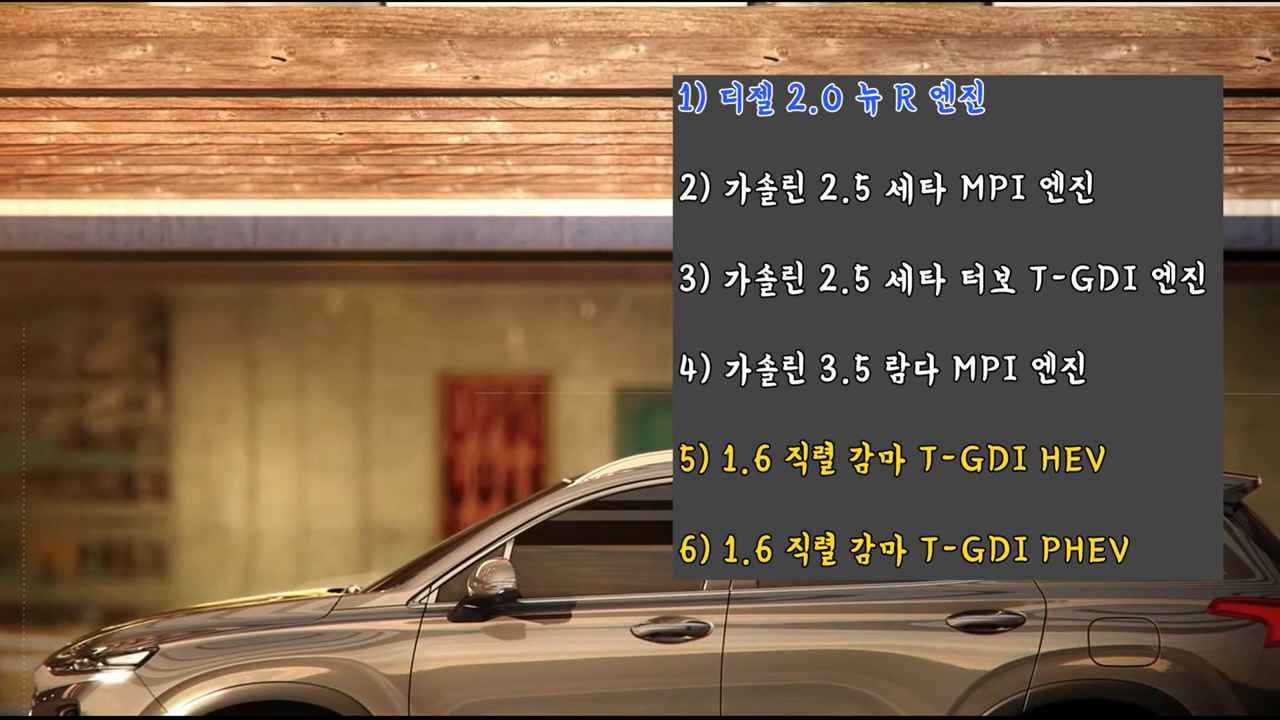 1) 디젤 2.0 뉴 R 엔진
2) 가솔린 2.5 세타 MPI 엔진
3) 가솔린 2.5 세타 터보 T-GDI 엔진
4) 가솔린 3.5 람다 MPI 엔진
5) 1.6 직렬 감마 T-GDI HEV
6) 1.6 직렬 감마 T-GDI PHEV